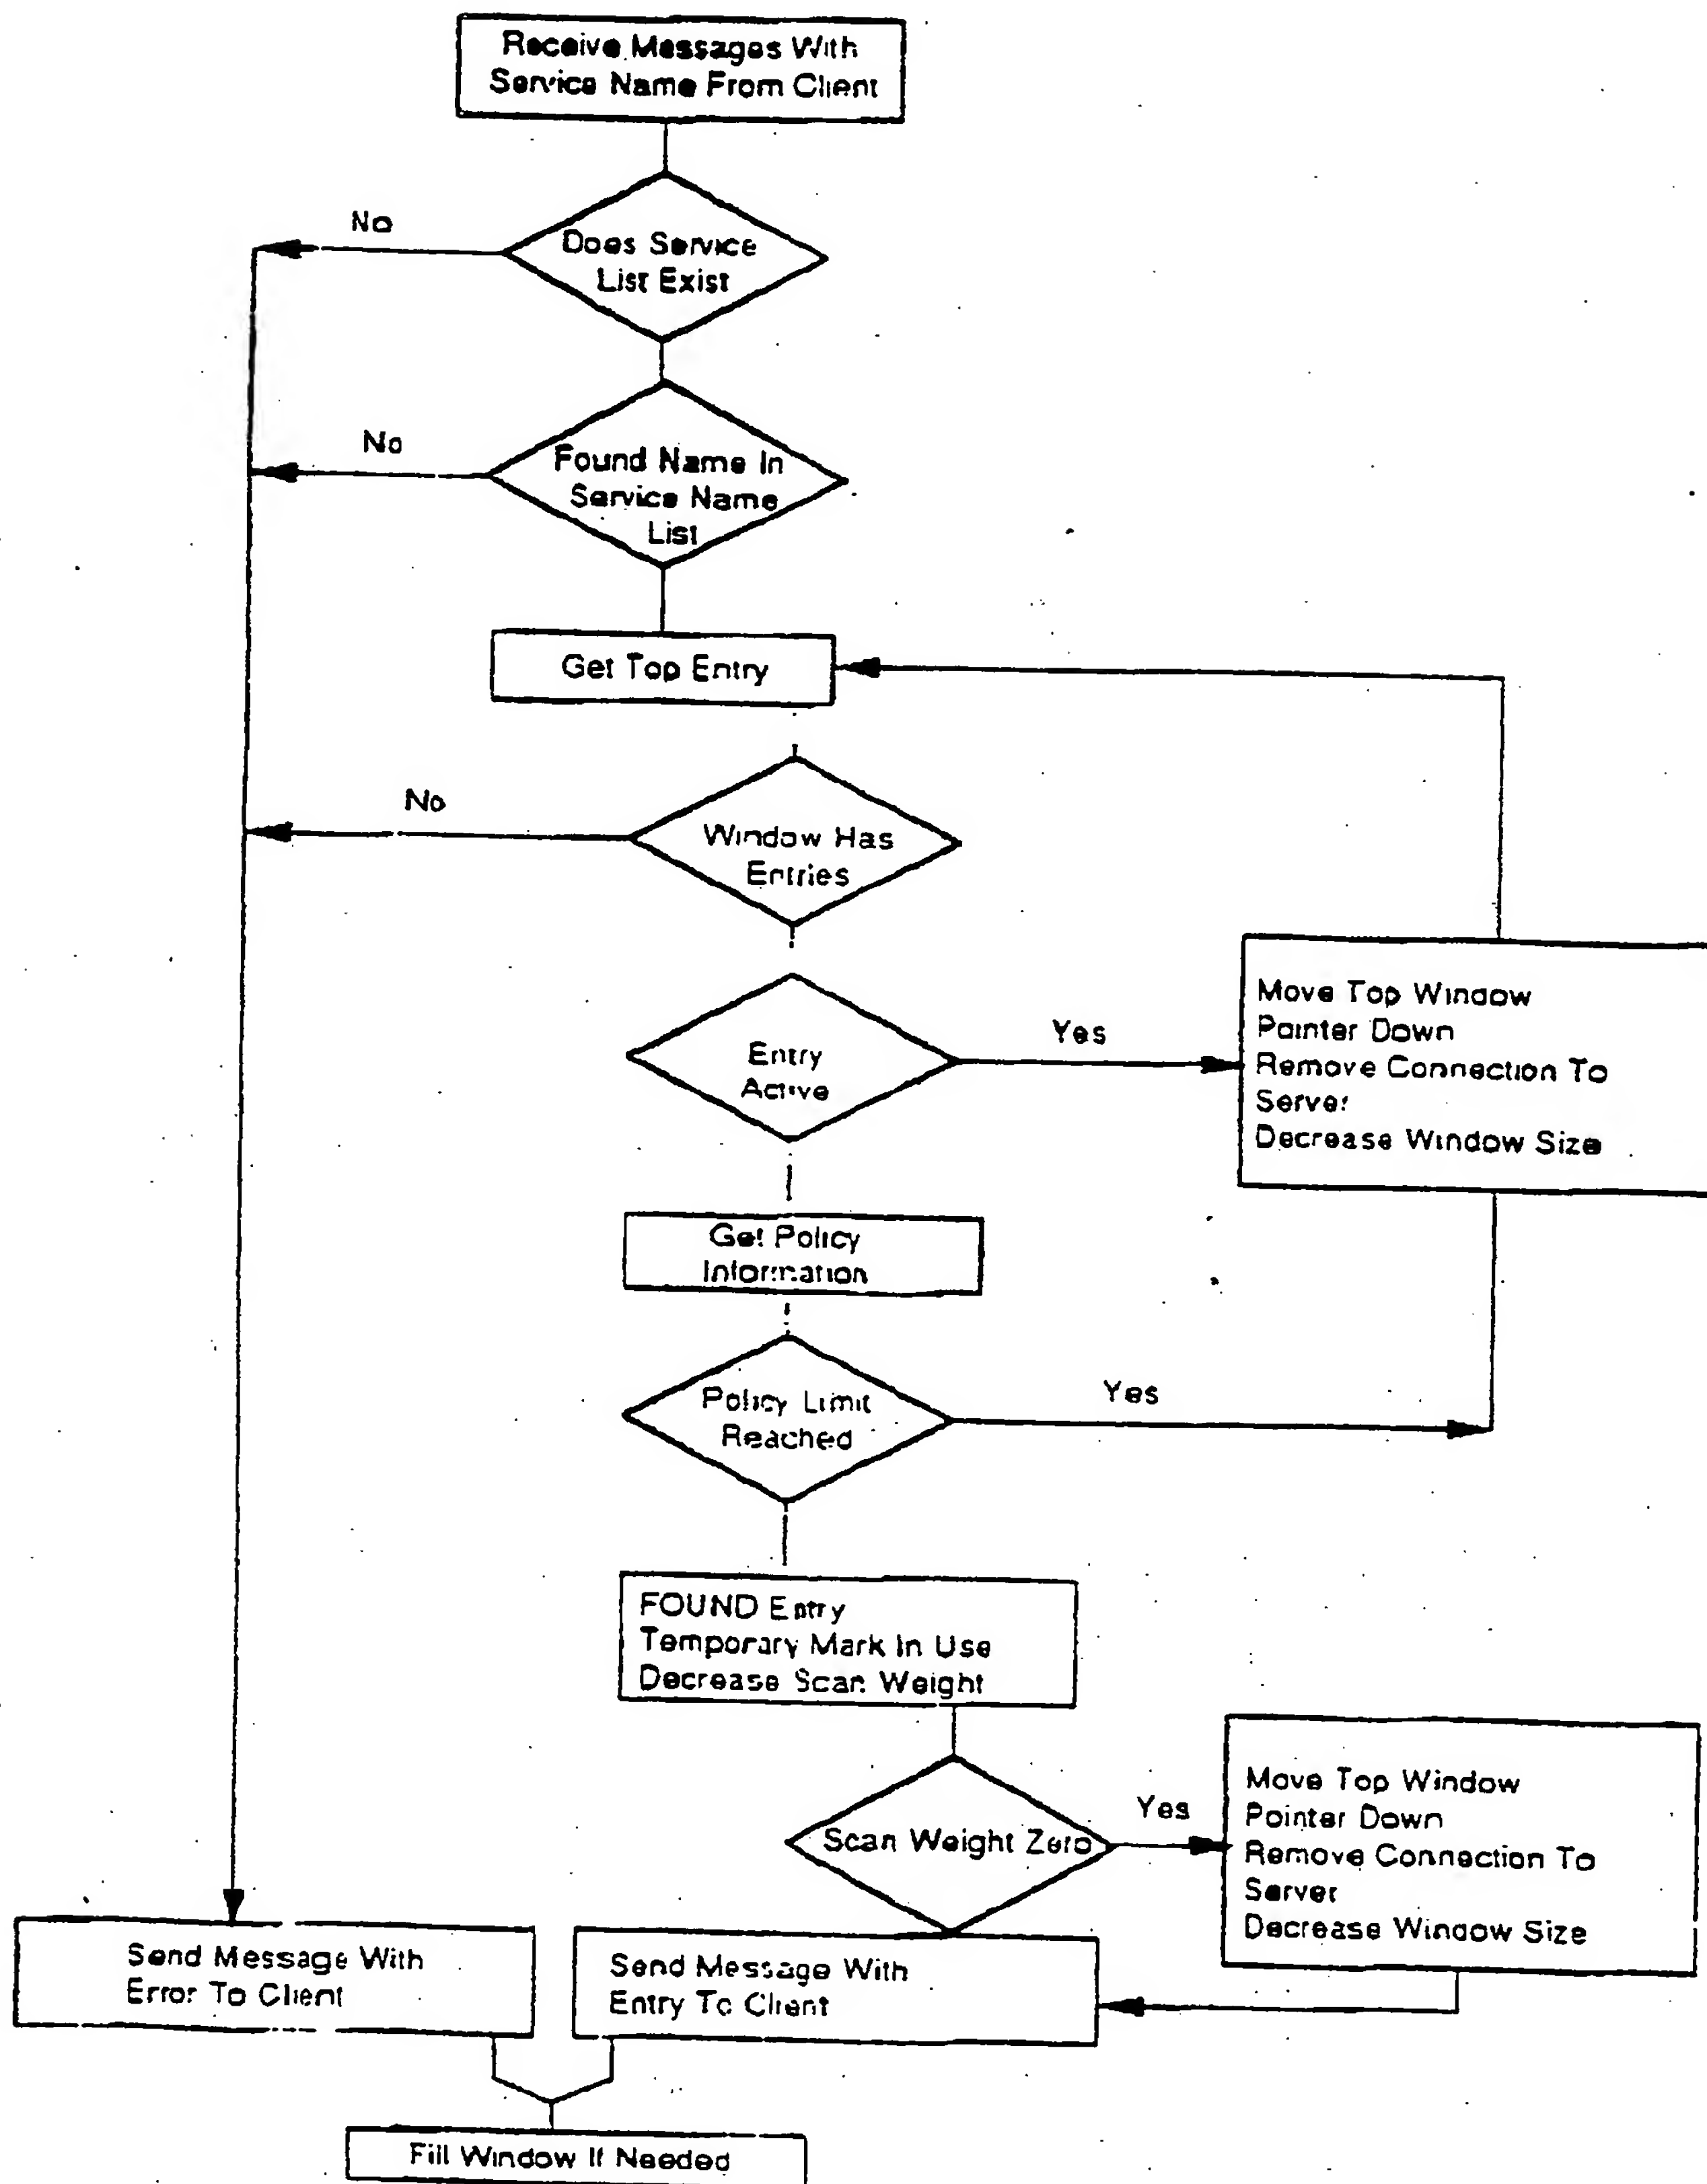 Receive Messages With
Service Name From Client
No
Does Service
List Exist
No
Found Name In
Service Name
List
Get Top Entry
No
Window Has
Entries
Entry
Active
Yes
Move Top Window
Pointer Down
Remove Connection To
Server
Decrease Window Size
Get Policy
Information
Policy Limit
Reached
Yes
FOUND Entry
Temporary Mark In Use
Decrease Scan Weight
Scan Weight Zero
Yes
Move Top Window
Pointer Down
Remove Connection To
Server
Decrease Window Size
Send Message With
Error To Client
Send Message With
Entry To Client
Fill Window If Needed